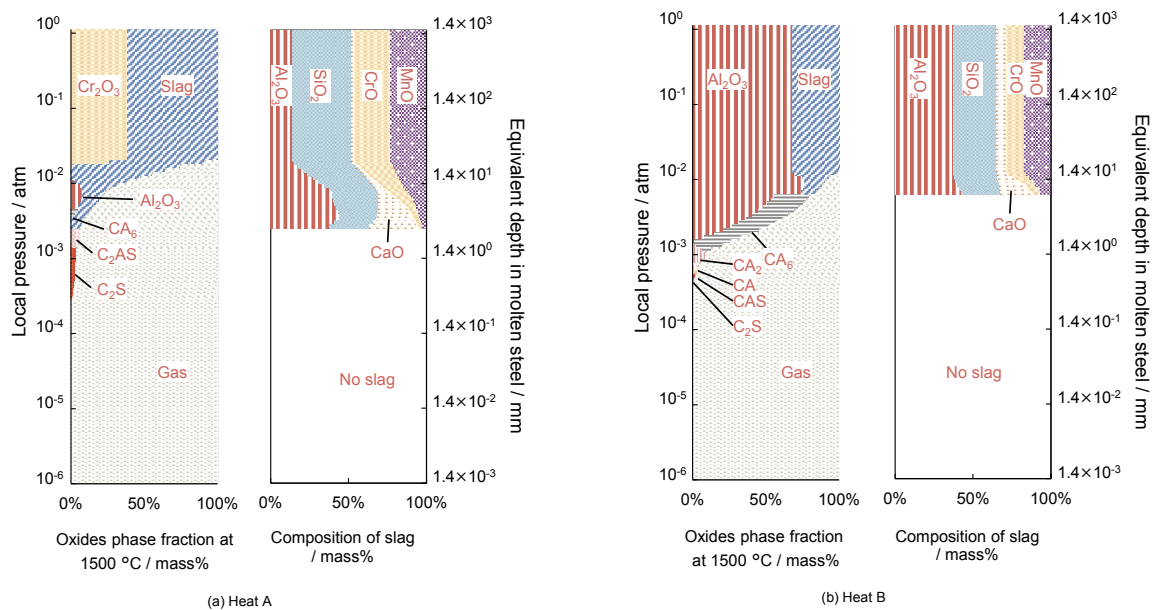 10⁰
10⁻¹
10⁻²
10⁻³
10⁻⁴
10⁻⁵
10⁻⁶
Local pressure / atm
Cr₂O₃
Slag
Al₂O₃
CA₆
C₂AS
C₂S
Gas
0%
50%
100%
Oxides phase fraction at
1500 °C / mass%
Al₂O₃
SiO₂
CrO
MnO
CaO
No slag
0%
50%
100%
Composition of slag
/ mass%
1.4×10³
1.4×10²
1.4×10¹
1.4×10⁰
1.4×10⁻¹
1.4×10⁻²
1.4×10⁻³
Equivalent depth in molten steel / mm
(a) Heat A
10⁰
10⁻¹
10⁻²
10⁻³
10⁻⁴
10⁻⁵
10⁻⁶
Local pressure / atm
Al₂O₃
Slag
CA₂
CA₆
CA
CAS
C₂S
Gas
0%
50%
100%
Oxides phase fraction
at 1500 °C / mass%
Al₂O₃
SiO₂
CrO
MnO
CaO
No slag
0%
50%
100%
Composition of slag
/ mass%
1.4×10³
1.4×10²
1.4×10¹
1.4×10⁰
1.4×10⁻¹
1.4×10⁻²
1.4×10⁻³
Equivalent depth in molten steel / mm
(b) Heat B